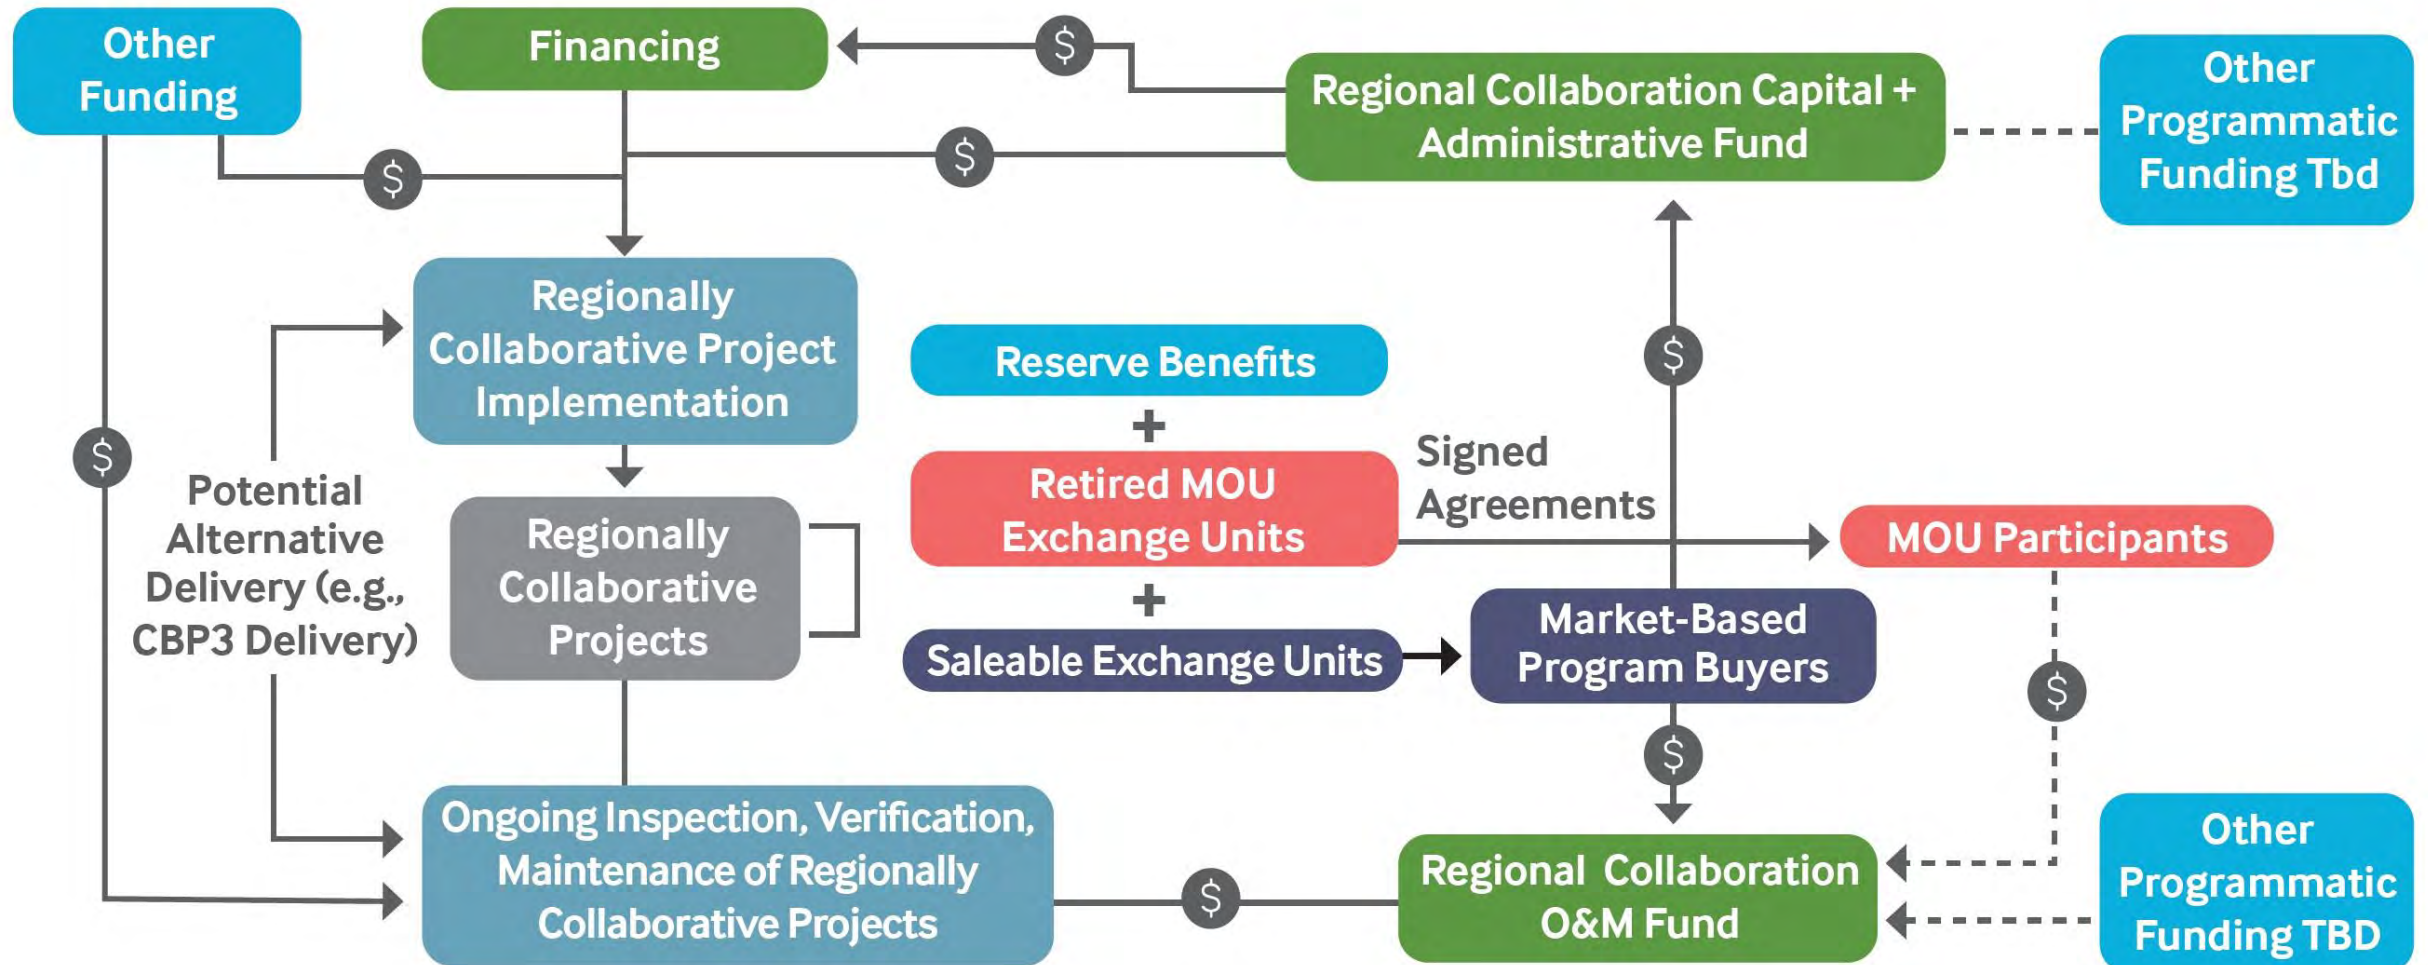 Other
Funding
Financing
$
Regional Collaboration Capital +
Administrative Fund
Other
Programmatic
Funding Tbd
$
$
Regionally
Collaborative Project
Implementation
Reserve Benefits
+
$
Signed
Agreements
Retired MOU
Exchange Units
MOU Participants
$
Potential
Alternative
Delivery (e.g.,
CBP3 Delivery)
Regionally
Collaborative
Projects
+
Saleable Exchange Units
Market-Based
Program Buyers
$
$
Ongoing Inspection, Verification,
Maintenance of Regionally
Collaborative Projects
$
Regional Collaboration
O&M Fund
Other
Programmatic
Funding TBD